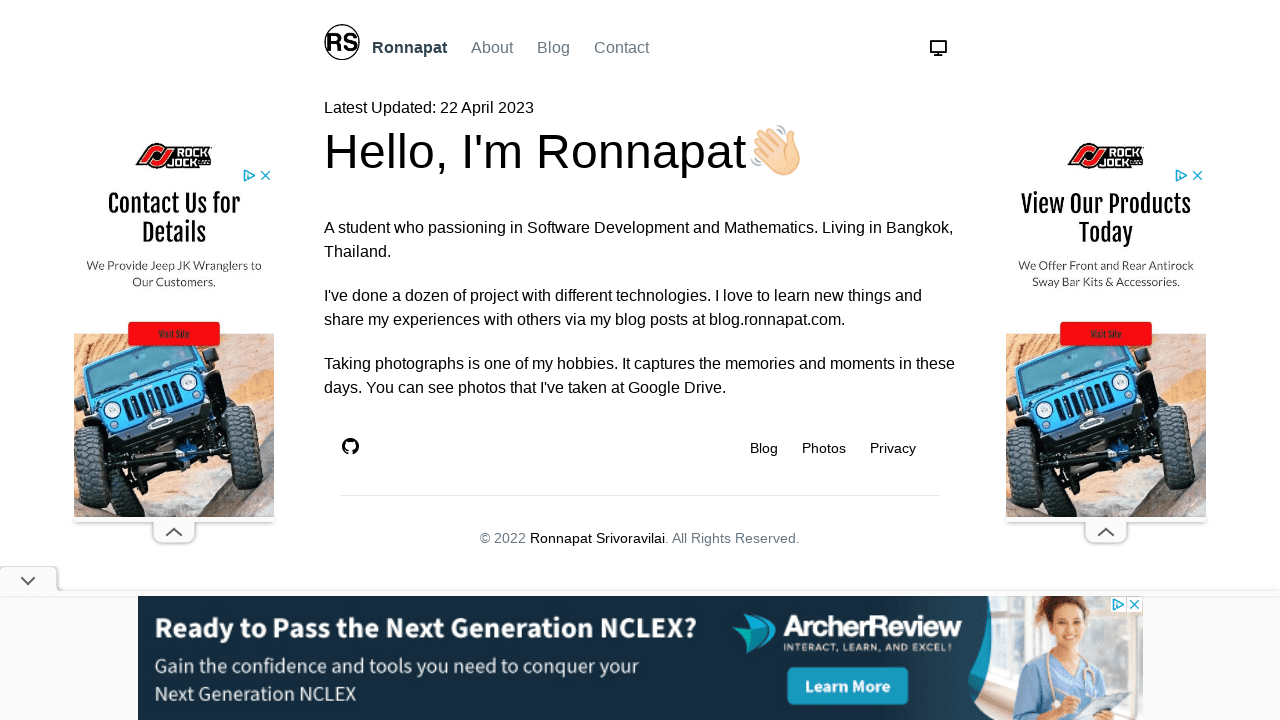 RS Ronnapat About Blog Contact
Latest Updated: 22 April 2023
Hello, I'm Ronnapat👋🏻
A student who passioning in Software Development and Mathematics. Living in Bangkok,
Thailand.
I've done a dozen of project with different technologies. I love to learn new things and
share my experiences with others via my blog posts at blog.ronnapat.com.
Taking photographs is one of my hobbies. It captures the memories and moments in these
days. You can see photos that I've taken at Google Drive.
Blog Photos Privacy
© 2022 Ronnapat Srivoravilai. All Rights Reserved.
ROCK
JOCK
Contact Us for
Details
We Provide Jeep JK Wranglers to
Our Customers.
Visit Site
ROCK
JOCK
View Our Products
Today
We Offer Front and Rear Antirock
Sway Bar Kits & Accessories.
Visit Site
Ready to Pass the Next Generation NCLEX?
Gain the confidence and tools you need to conquer your
Next Generation NCLEX
ArcherReview
INTERACT, LEARN, AND EXCEL!
Learn More